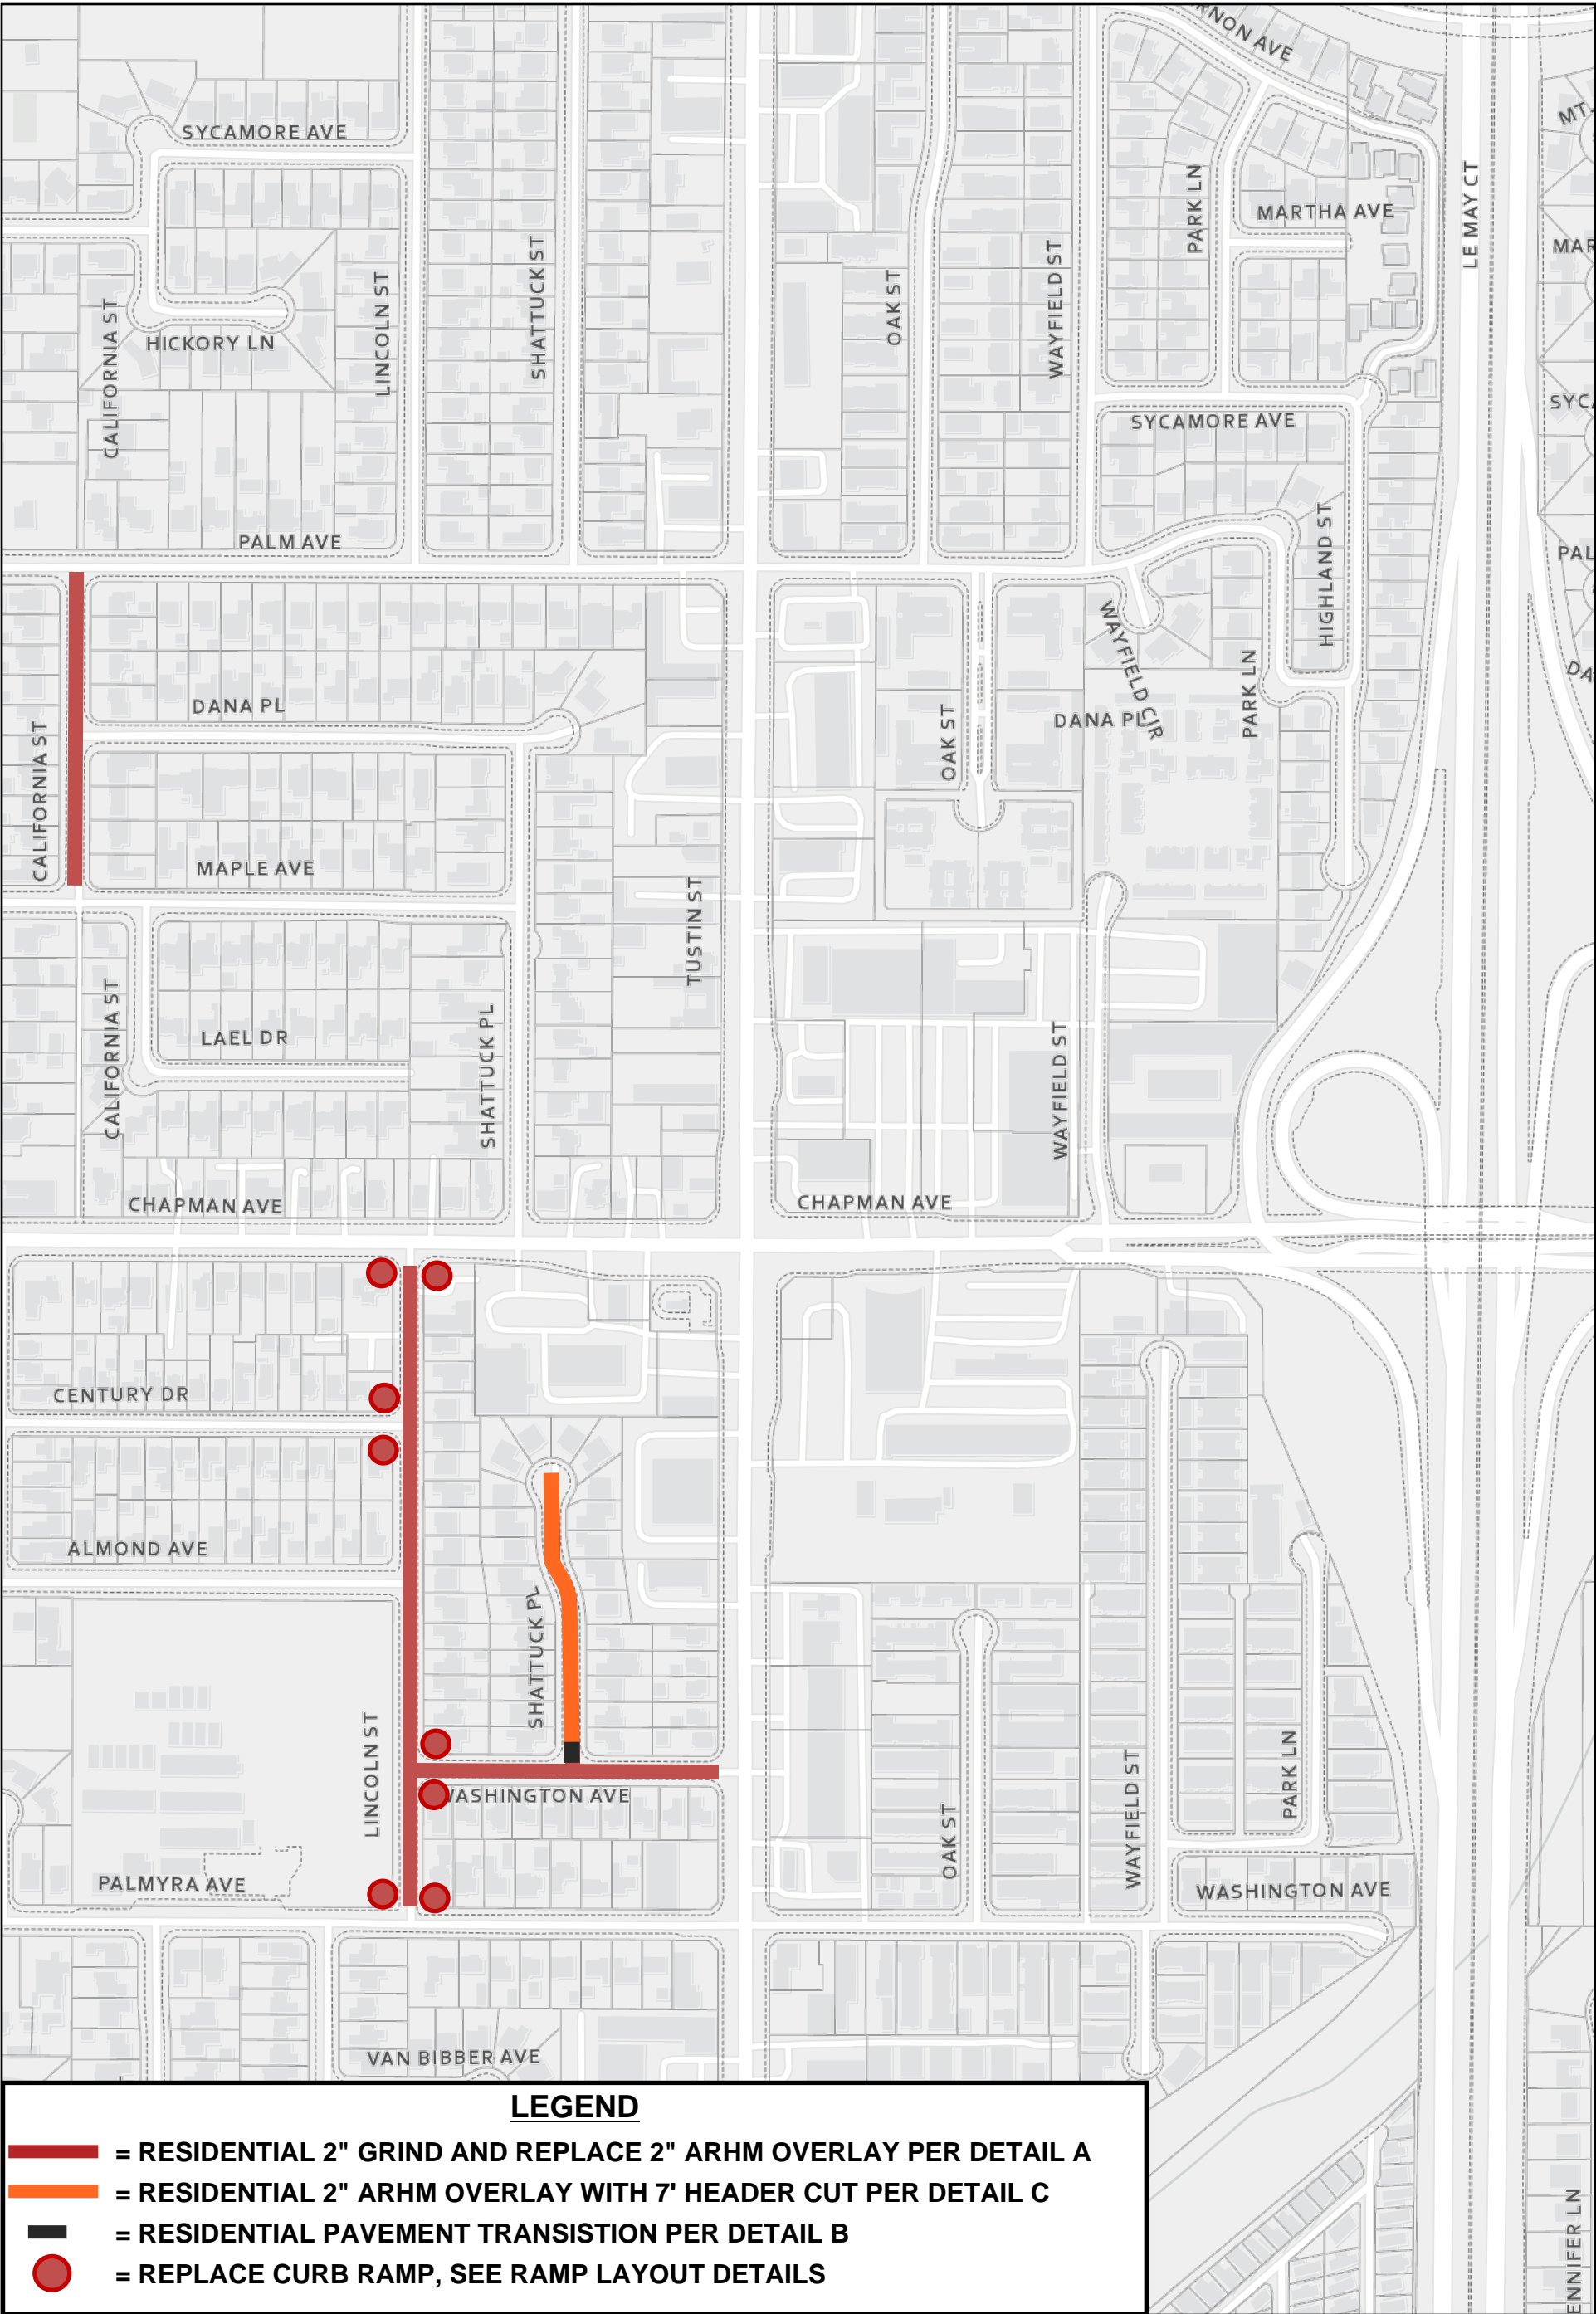 SYCAMORE AVE
LE MAY CT
PARK LN
MARTHA AVE
SHATTUCK ST
OAK ST
WAYFIELD ST
LINCOLN ST
CALIFORNIA ST
HICKORY LN
SYCAMORE AVE
PALM AVE
HIGHLAND ST
WAYFIELD CIR
PARK LN
DANA PL
OAK ST
DANA PL
CALIFORNIA ST
MAPLE AVE
TUSTIN ST
CALIFORNIA ST
LAEL DR
SHATTUCK PL
WAYFIELD ST
CHAPMAN AVE
CHAPMAN AVE
CENTURY DR
ALMOND AVE
SHATTUCK PL
LINCOLN ST
WASHINGTON AVE
WAYFIELD ST
PARK LN
OAK ST
PALMYRA AVE
WASHINGTON AVE
VAN BIBBER AVE
LEGEND
= RESIDENTIAL 2" GRIND AND REPLACE 2" ARHM OVERLAY PER DETAIL A
= RESIDENTIAL 2" ARHM OVERLAY WITH 7' HEADER CUT PER DETAIL C
= RESIDENTIAL PAVEMENT TRANSISTION PER DETAIL B
= REPLACE CURB RAMP, SEE RAMP LAYOUT DETAILS